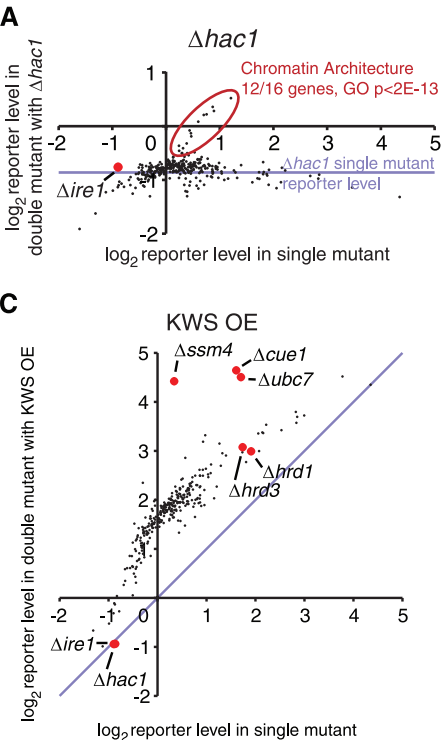 A
Δhac1
log2 reporter level in
double mutant with Δhac1
Chromatin Architecture
12/16 genes, GO p<2E-13
1
-2 -1 0 1 2 3 4 5
Δire1
Δhac1 single mutant
reporter level
-2
log2 reporter level in single mutant
C
KWS OE
log2 reporter level in double mutant with KWS OE
5
Δssm4
Δcue1
4
Δubc7
3
Δhrd1
Δhrd3
2
1
-2 -1 0 1 2 3 4 5
Δire1
-1
Δhac1
-2
log2 reporter level in single mutant